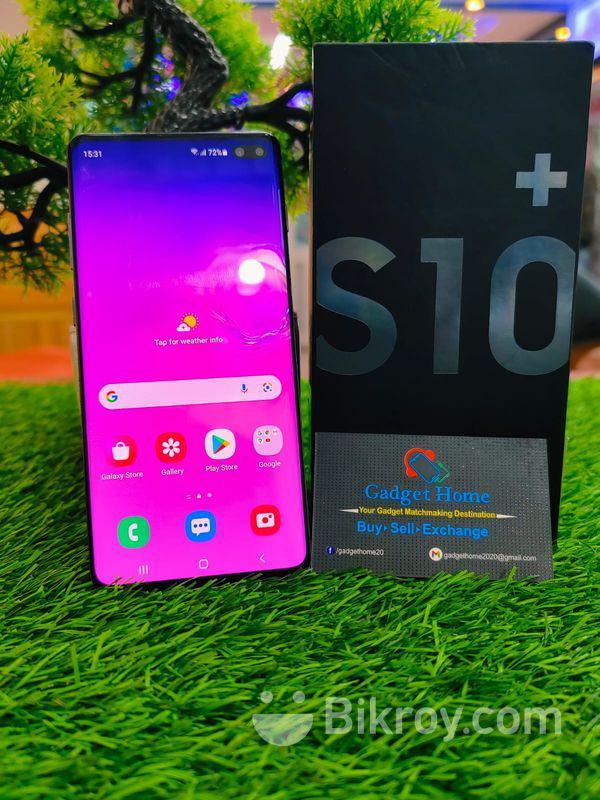 15:31
72%
Tap for weather info
G
Galaxy Store
Gallery
Play Store
Google
+
S10
Gadget Home
Your Gadget Matchmaking Destination
Buy Sell Exchange
f /gadgethome20
M gadgethome2020@gmail.com
Bikroy.com